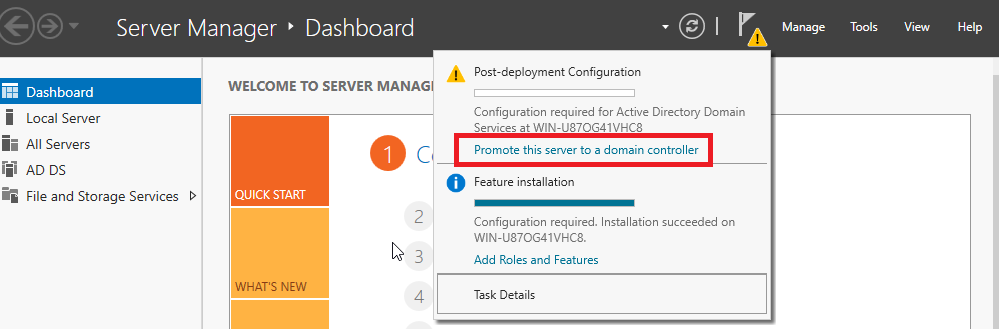 Server Manager ‣ Dashboard
Manage
Tools
View
Help
Dashboard
Local Server
All Servers
AD DS
File and Storage Services
WELCOME TO SERVER MANAG
QUICK START
WHAT'S NEW
1
2
3
4
Post-deployment Configuration
Configuration required for Active Directory Domain
Services at WIN-U87OG41VHC8
Promote this server to a domain controller
Feature installation
Configuration required. Installation succeeded on
WIN-U87OG41VHC8.
Add Roles and Features
Task Details